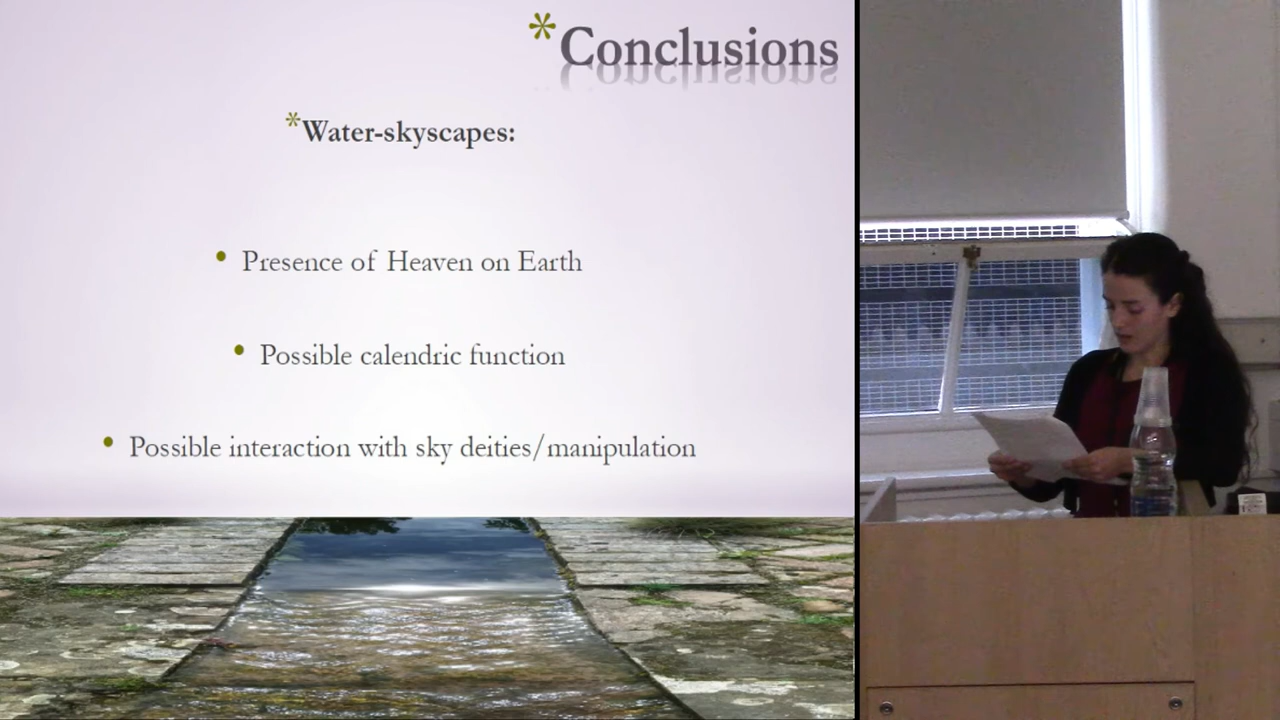 *Conclusions
*Water-skyscapes:
• Presence of Heaven on Earth
• Possible calendric function
• Possible interaction with sky deities/manipulation